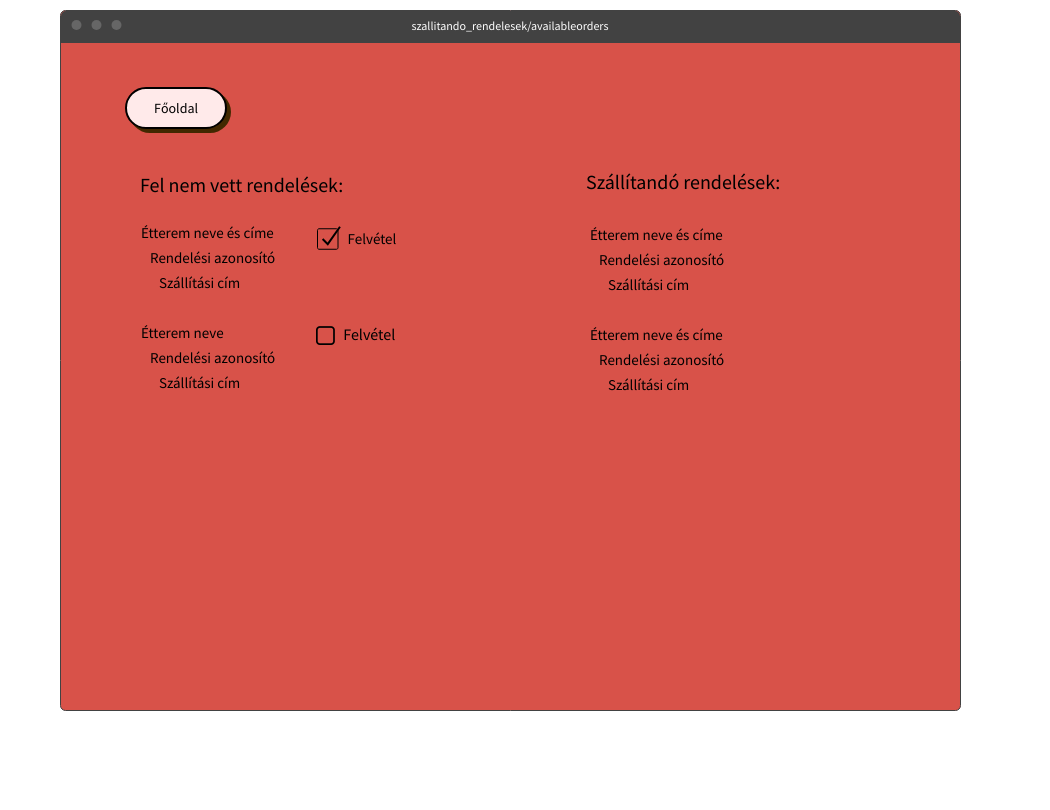 szallitando_rendelesek/availableorders
Főoldal
Fel nem vett rendelések:
Étterem neve és címe
Felvétel
Rendelési azonosító
Szállítási cím
Étterem neve
Felvétel
Rendelési azonosító
Szállítási cím
Szállítandó rendelések:
Étterem neve és címe
Rendelési azonosító
Szállítási cím
Étterem neve és címe
Rendelési azonosító
Szállítási cím